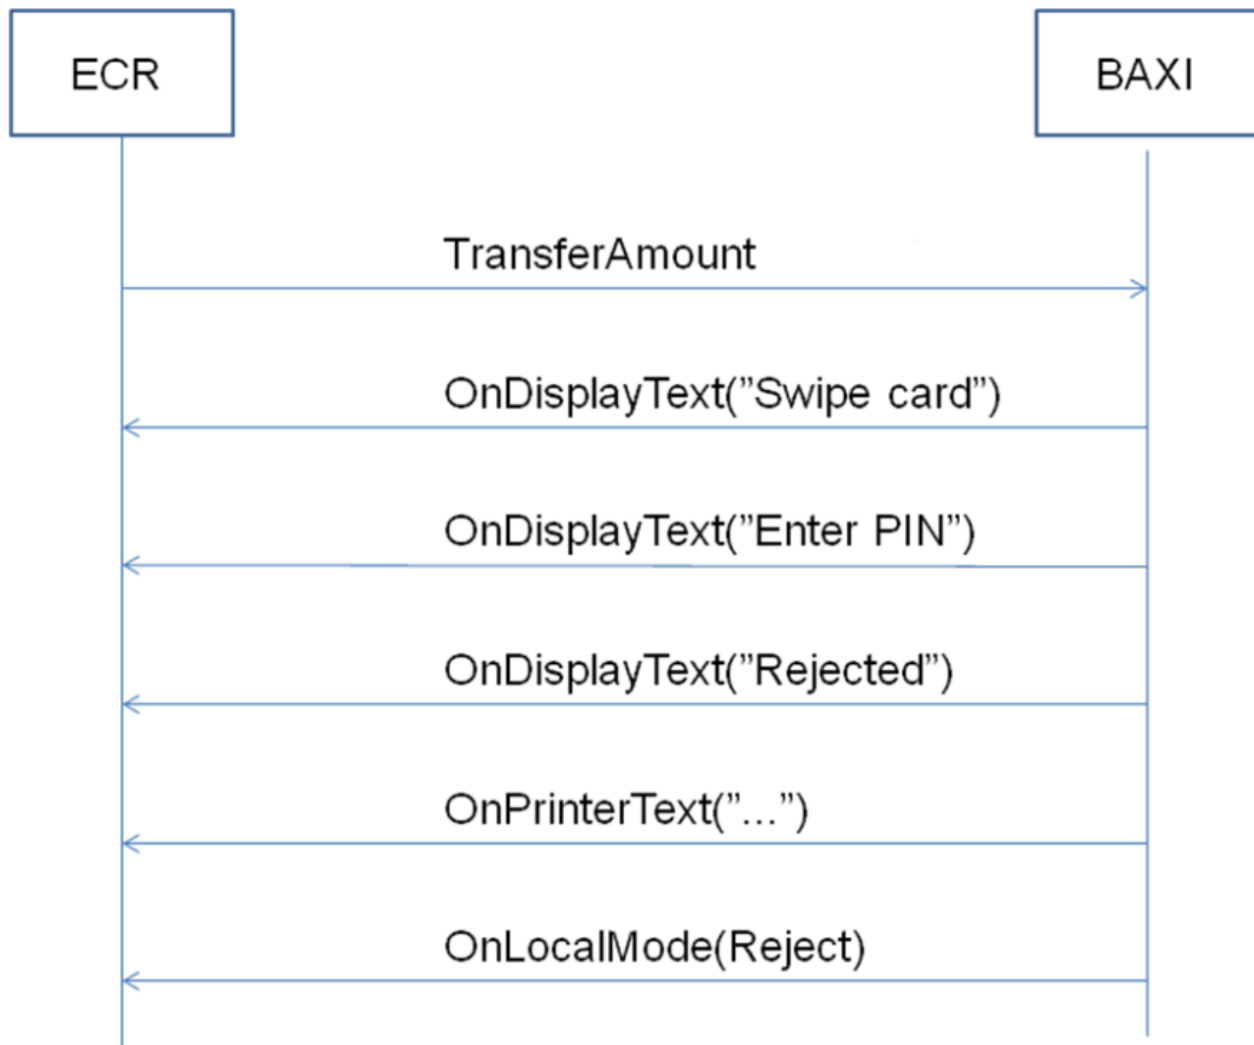 ECR
BAXI
TransferAmount
OnDisplayText(”Swipe card”)
OnDisplayText(”Enter PIN”)
OnDisplayText(”Rejected”)
OnPrinterText(”...”)
OnLocalMode(Reject)